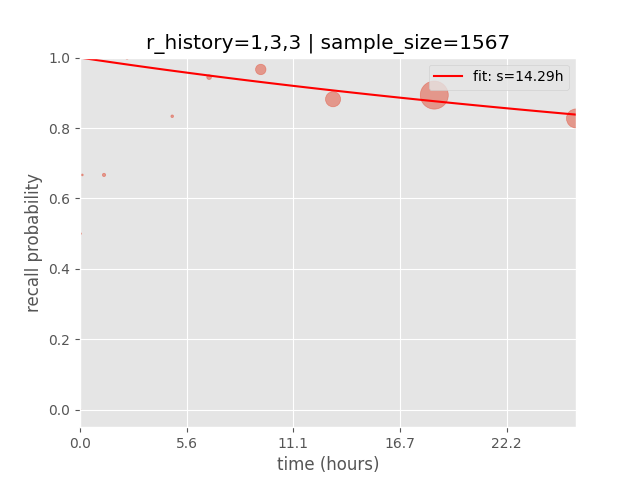 r_history=1,3,3 | sample_size=1567
fit: s=14.29h
recall probability
1.0
0.8
0.6
0.4
0.2
0.0
0.0 5.6 11.1 16.7 22.2
time (hours)